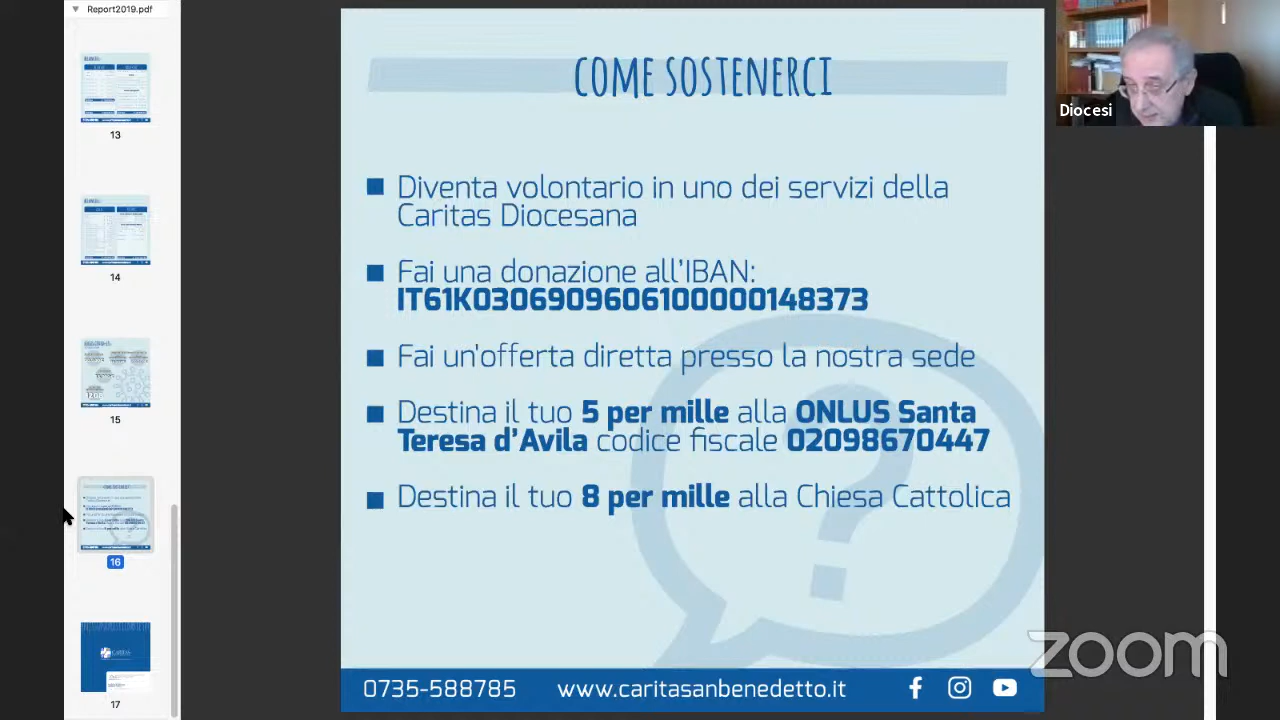 Report2019.pdf
13
14
15
16
17
COME SOSTENERCI
Diventa volontario in uno dei servizi della
Caritas Diocesana
Fai una donazione all'IBAN:
IT61K0306909606100000148373
Fai un'offerta diretta presso la nostra sede
Destina il tuo 5 per mille alla ONLUS Santa
Teresa d'Avila codice fiscale 02098670447
Destina il tuo 8 per mille alla Chiesa Cattolica
0735-588785 www.caritasanbenedetto.it
Diocesi
zoom